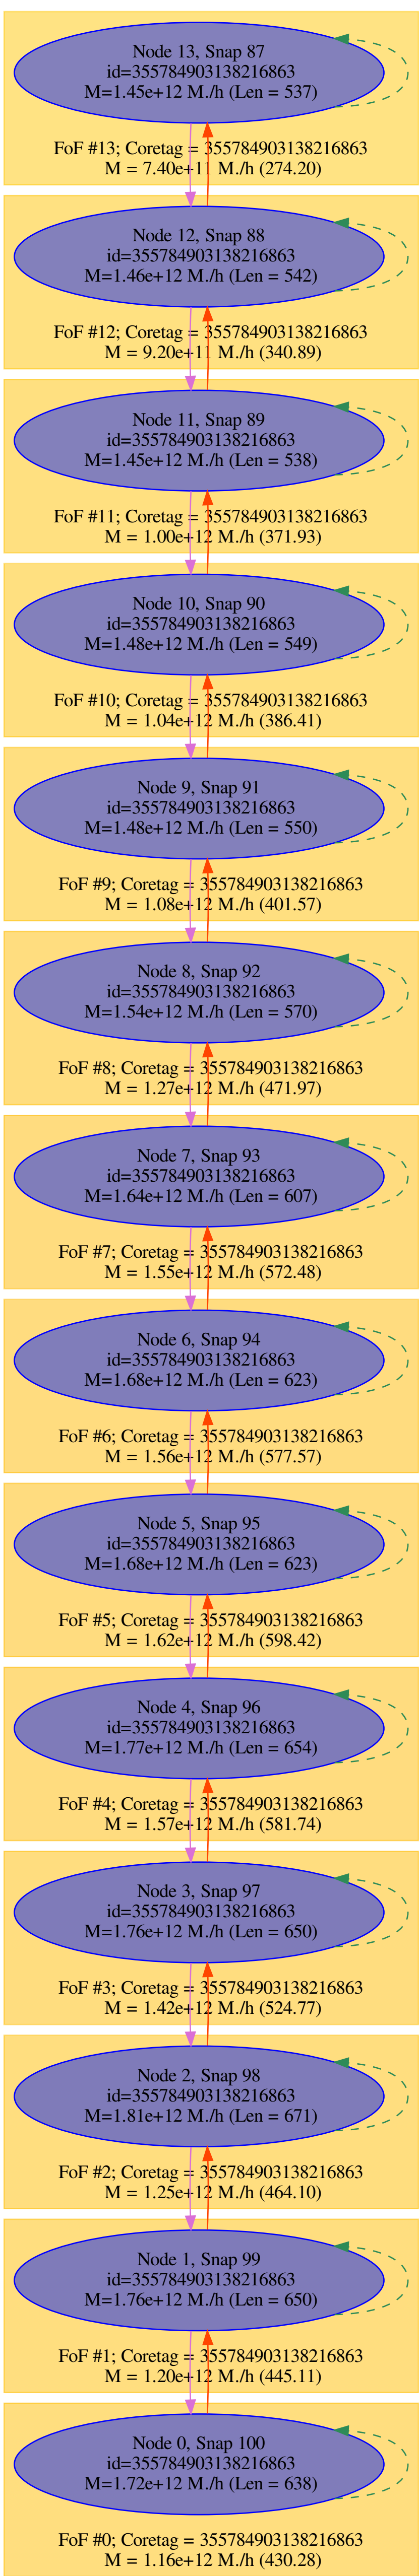 Node 13, Snap 87
id=355784903138216863
M=1.45e+12 M./h (Len = 537)
FoF #13; Coretag = 355784903138216863
M = 7.40e+11 M./h (274.20)
Node 12, Snap 88
id=355784903138216863
M=1.46e+12 M./h (Len = 542)
FoF #12; Coretag = 355784903138216863
M = 9.20e+11 M./h (340.89)
Node 11, Snap 89
id=355784903138216863
M=1.45e+12 M./h (Len = 538)
FoF #11; Coretag = 355784903138216863
M = 1.00e+12 M./h (371.93)
Node 10, Snap 90
id=355784903138216863
M=1.48e+12 M./h (Len = 549)
FoF #10; Coretag = 355784903138216863
M = 1.04e+12 M./h (386.41)
Node 9, Snap 91
id=355784903138216863
M=1.48e+12 M./h (Len = 550)
FoF #9; Coretag = 355784903138216863
M = 1.08e+12 M./h (401.57)
Node 8, Snap 92
id=355784903138216863
M=1.54e+12 M./h (Len = 570)
FoF #8; Coretag = 355784903138216863
M = 1.27e+12 M./h (471.97)
Node 7, Snap 93
id=355784903138216863
M=1.64e+12 M./h (Len = 607)
FoF #7; Coretag = 355784903138216863
M = 1.55e+12 M./h (572.48)
Node 6, Snap 94
id=355784903138216863
M=1.68e+12 M./h (Len = 623)
FoF #6; Coretag = 355784903138216863
M = 1.56e+12 M./h (577.57)
Node 5, Snap 95
id=355784903138216863
M=1.68e+12 M./h (Len = 623)
FoF #5; Coretag = 355784903138216863
M = 1.62e+12 M./h (598.42)
Node 4, Snap 96
id=355784903138216863
M=1.77e+12 M./h (Len = 654)
FoF #4; Coretag = 355784903138216863
M = 1.57e+12 M./h (581.74)
Node 3, Snap 97
id=355784903138216863
M=1.76e+12 M./h (Len = 650)
FoF #3; Coretag = 355784903138216863
M = 1.42e+12 M./h (524.77)
Node 2, Snap 98
id=355784903138216863
M=1.81e+12 M./h (Len = 671)
FoF #2; Coretag = 355784903138216863
M = 1.25e+12 M./h (464.10)
Node 1, Snap 99
id=355784903138216863
M=1.76e+12 M./h (Len = 650)
FoF #1; Coretag = 355784903138216863
M = 1.20e+12 M./h (445.11)
Node 0, Snap 100
id=355784903138216863
M=1.72e+12 M./h (Len = 638)
FoF #0; Coretag = 355784903138216863
M = 1.16e+12 M./h (430.28)